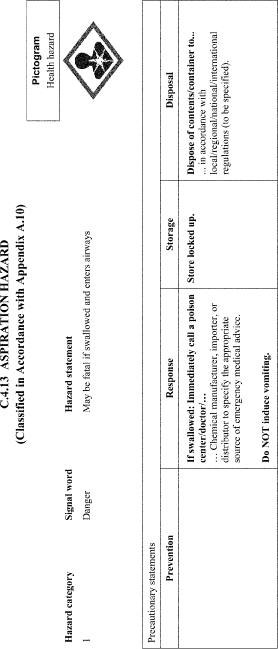 C.4.13 ASPIRATION HAZARD
(Classified in Accordance with Appendix A.10)
Pictogram
Health hazard
Hazard category
Signal word
Hazard statement
1
Danger
May be fatal if swallowed and enters airways
Precautionary statements
Prevention
Response
Storage
Disposal
If swallowed: Immediately call a poison
center/doctor/…
… Chemical manufacturer, importer, or
distributor to specify the appropriate
source of emergency medical advice.
Do NOT induce vomiting.
Store locked up.
Dispose of contents/container to...
... in accordance with
local/regional/national/international
regulations (to be specified).